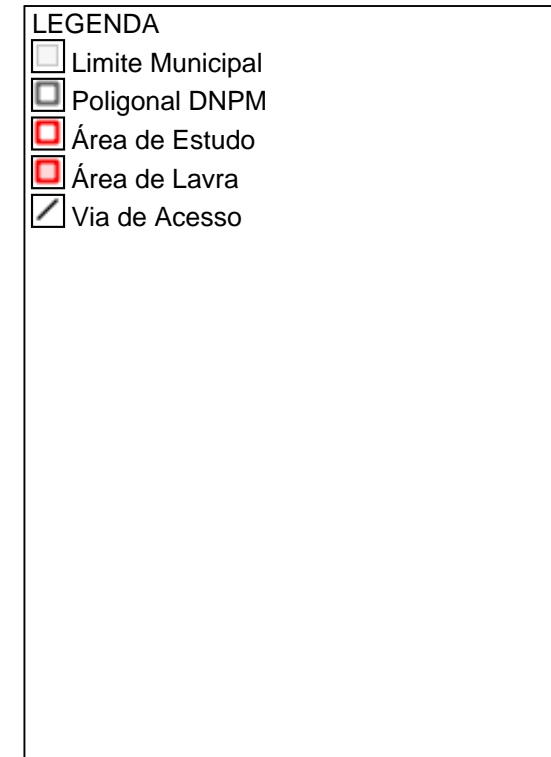 LEGENDA
Limite Municipal
Poligonal DNPM
Área de Estudo
Área de Lavra
Via de Acesso